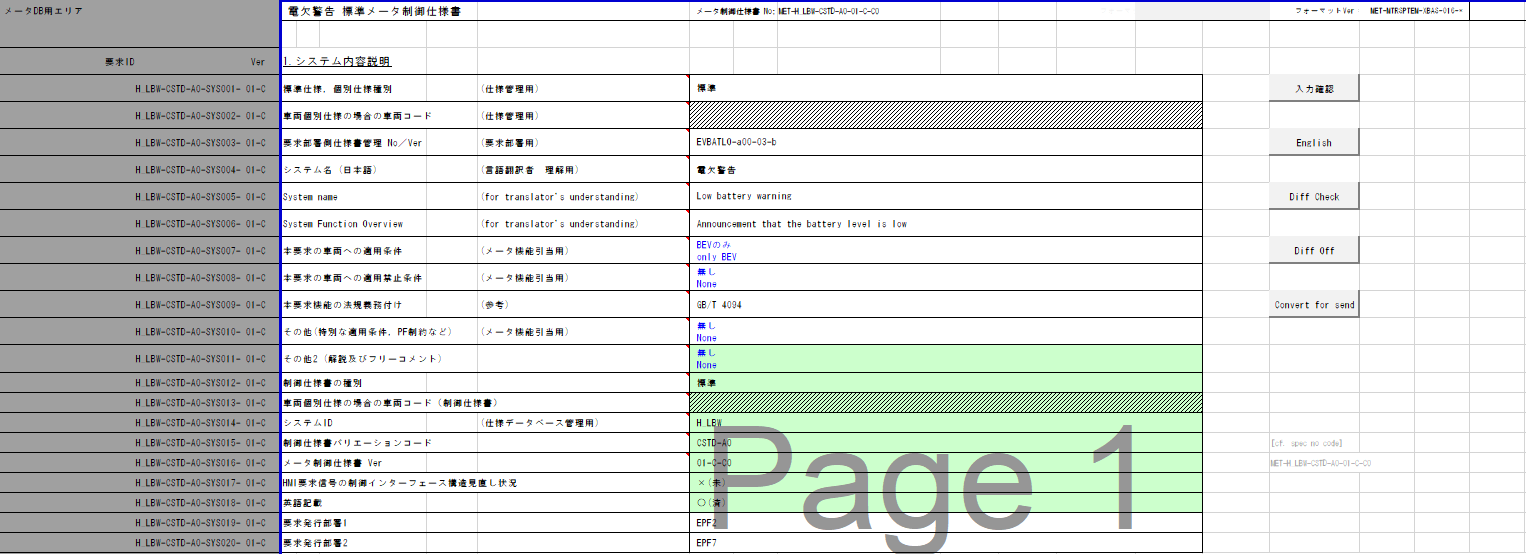 メータDB用エリア 電欠警告 標準メータ制御仕様書 メータ制御仕様書 No: MET-H_LBW-CSTD-A0-01-C-C0 フォーマットVer MET-MTRSPTEM-XBAS-016-*
要求ID Ver 1.システム内容説明
H_LBW-CSTD-A0-SYS001- 01-C 標準仕様、個別仕様種別 (仕様管理用) 標準 入力確認
H_LBW-CSTD-A0-SYS002- 01-C 車両個別仕様の場合の車両コード (仕様管理用)
H_LBW-CSTD-A0-SYS003- 01-C 要求部署側仕様書管理 No/Ver (要求部署用) EVBATLO-a00-03-b English
H_LBW-CSTD-A0-SYS004- 01-C システム名 (日本語) (言語翻訳者 理解用) 電欠警告
H_LBW-CSTD-A0-SYS005- 01-C System name (for translator's understanding) Low battery warning Diff Check
H_LBW-CSTD-A0-SYS006- 01-C System Function Overview (for translator's understanding) Announcement that the battery level is low
H_LBW-CSTD-A0-SYS007- 01-C 本要求の車両への適用条件 (メータ機能引当用) BEVのみ
only BEV Diff Off
H_LBW-CSTD-A0-SYS008- 01-C 本要求の車両への適用禁止条件 (メータ機能引当用) 無し
None
H_LBW-CSTD-A0-SYS009- 01-C 本要求機能の法規義務付け (参考) GB/T 4094 Convert for send
H_LBW-CSTD-A0-SYS010- 01-C その他(特別な適用条件、PF制約など) (メータ機能引当用) 無し
None
H_LBW-CSTD-A0-SYS011- 01-C その他2 (解説及びフリーコメント) 無し
None
H_LBW-CSTD-A0-SYS012- 01-C 制御仕様書の種別 標準
H_LBW-CSTD-A0-SYS013- 01-C 車両個別仕様の場合の車両コード (制御仕様書)
H_LBW-CSTD-A0-SYS014- 01-C システムID (仕様データベース管理用) H_LBW
H_LBW-CSTD-A0-SYS015- 01-C 制御仕様書バリエーションコード CSTD-A0 [cf. spec no code]
H_LBW-CSTD-A0-SYS016- 01-C メータ制御仕様書 Ver 01-C-C0 MET-H_LBW-CSTD-A0-01-C-C0
H_LBW-CSTD-A0-SYS017- 01-C HMI要求信号の制御インターフェース構造見直し状況 ×(未)
H_LBW-CSTD-A0-SYS018- 01-C 英語記載 ○(済)
H_LBW-CSTD-A0-SYS019- 01-C 要求発行部署1 EPF2
H_LBW-CSTD-A0-SYS020- 01-C 要求発行部署2 EPF7
Page 1